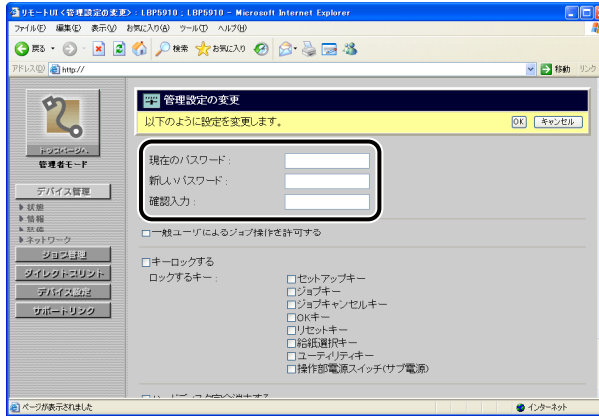 リモートUI <管理設定の変更> : LBP5910 ; LBP5910 - Microsoft Internet Explorer
ファイル(F) 編集(E) 表示(V) お気に入り(A) ツール(T) ヘルプ(H)
戻る 検索 お気に入り
アドレス(D) http:// 移動 リンク
管理設定の変更
以下のように設定を変更します。 OK キャンセル
トップページへ
管理者モード
デバイス管理
状態
情報
ネットワーク
ジョブ管理
ダイレクトプリント
デバイス設定
サポートリンク
現在のパスワード :
新しいパスワード :
確認入力 :
一般ユーザによるジョブ操作を許可する
キーロックする
ロックするキー :
セットアップキー
ジョブキー
ジョブキャンセルキー
OKキー
リセットキー
給紙選択キー
ユーティリティキー
操作部電源スイッチ(サブ電源)
ページが表示されました インターネット